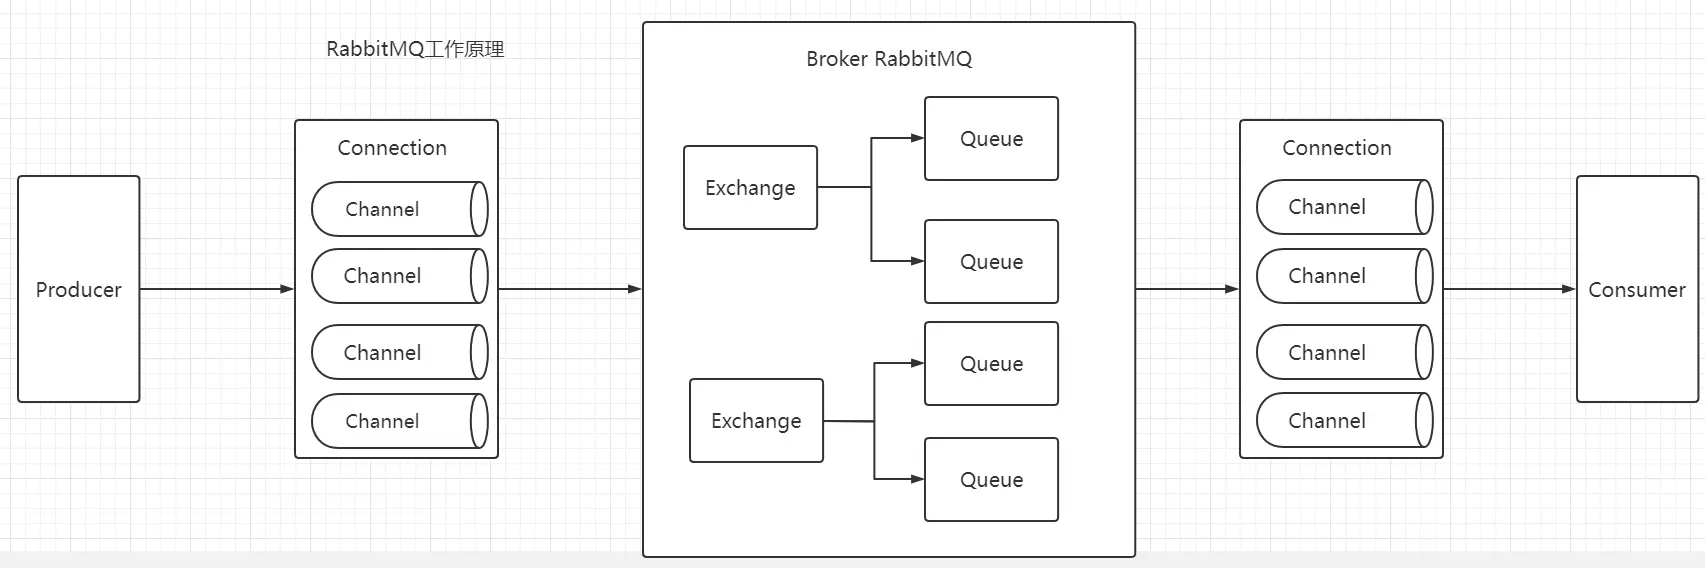 RabbitMQ工作原理
Producer
Connection
Channel
Channel
Channel
Channel
Broker RabbitMQ
Exchange
Queue
Queue
Exchange
Queue
Queue
Connection
Channel
Channel
Channel
Channel
Consumer